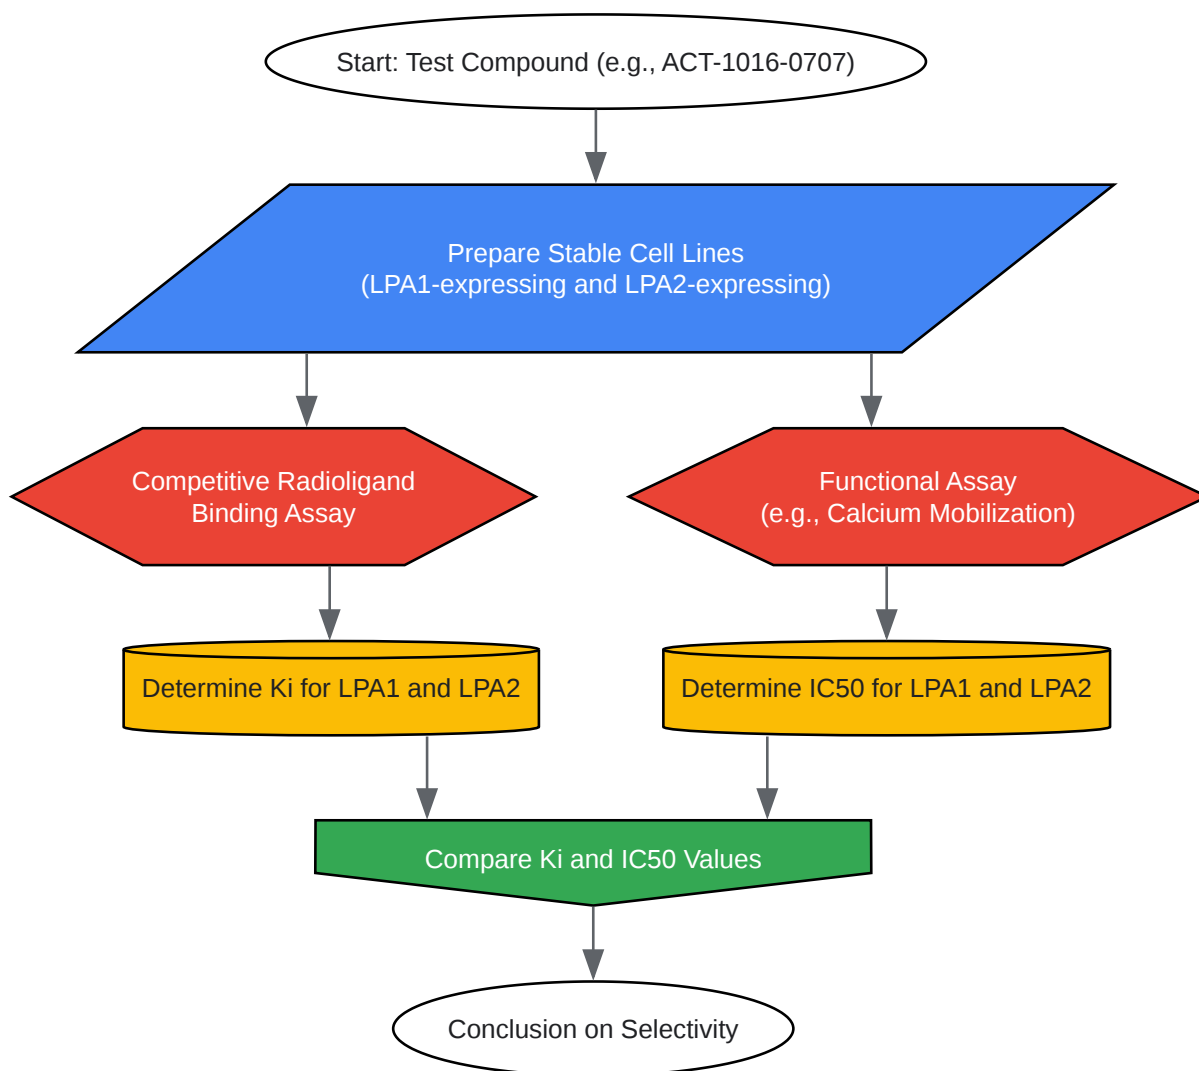 Start: Test Compound (e.g., ACT-1016-0707)
Prepare Stable Cell Lines
(LPA1-expressing and LPA2-expressing)
Competitive Radioligand
Binding Assay
Functional Assay
(e.g., Calcium Mobilization)
Determine Ki for LPA1 and LPA2
Determine IC50 for LPA1 and LPA2
Compare Ki and IC50 Values
Conclusion on Selectivity